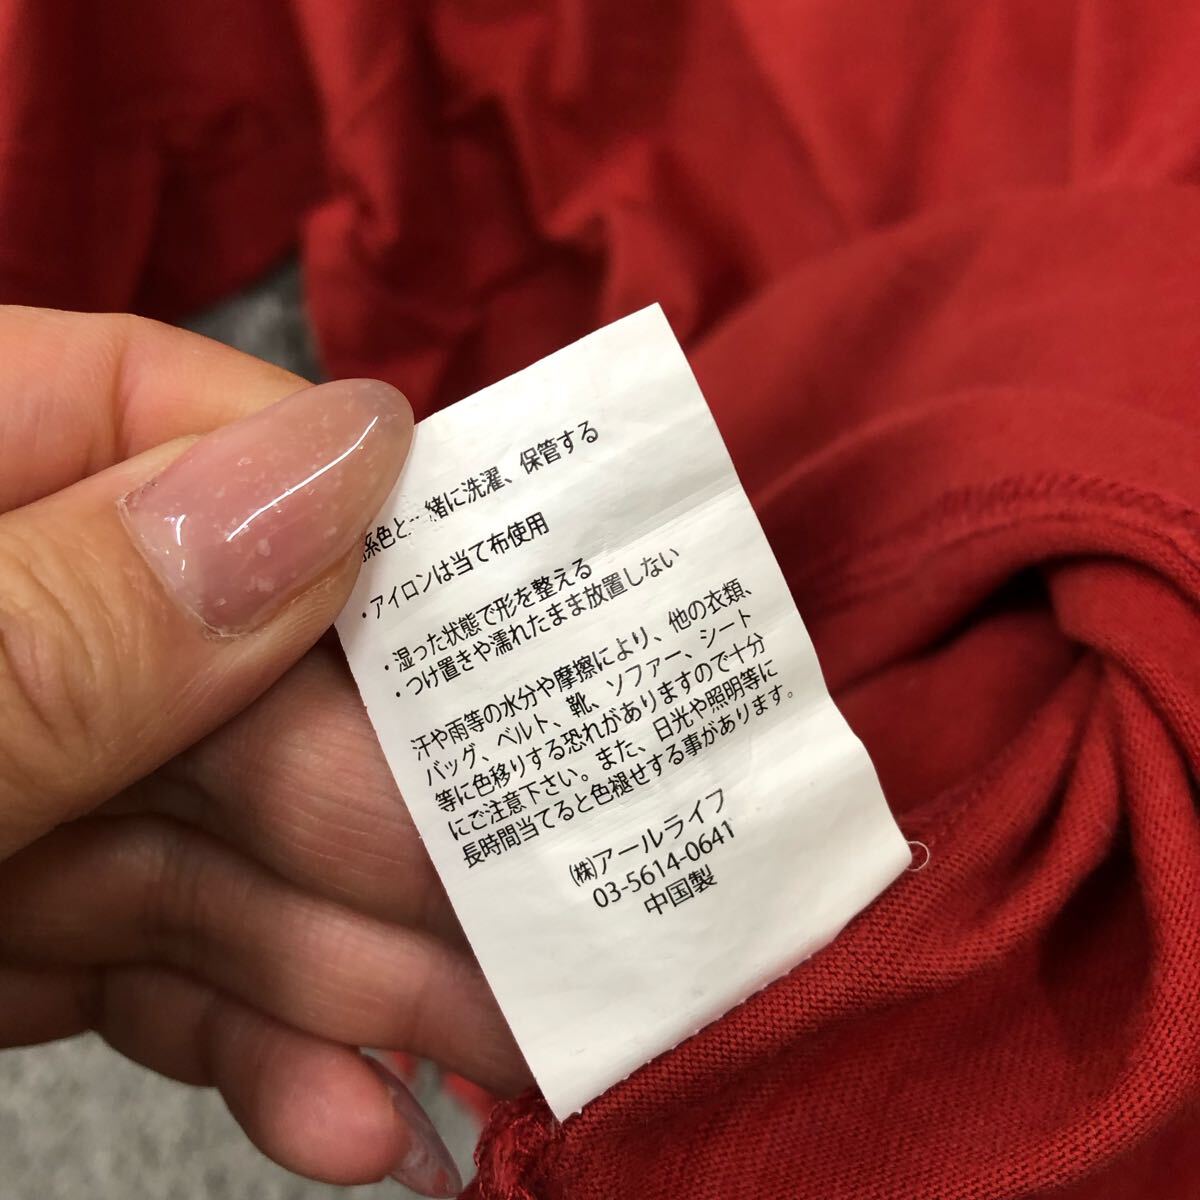 系色と一緒に洗濯、保管する
・アイロンは当て布使用
・湿った状態で形を整える
・つけ置きや濡れたまま放置しない
汗や雨等の水分や摩擦により、他の衣類、
バッグ、ベルト、靴、ソファー、シート
等に色移りする恐れがありますので十分
にご注意下さい。また、日光や照明等に
長時間当てると色褪せする事があります。
㈱アールライフ
03-5614-0641
中国製